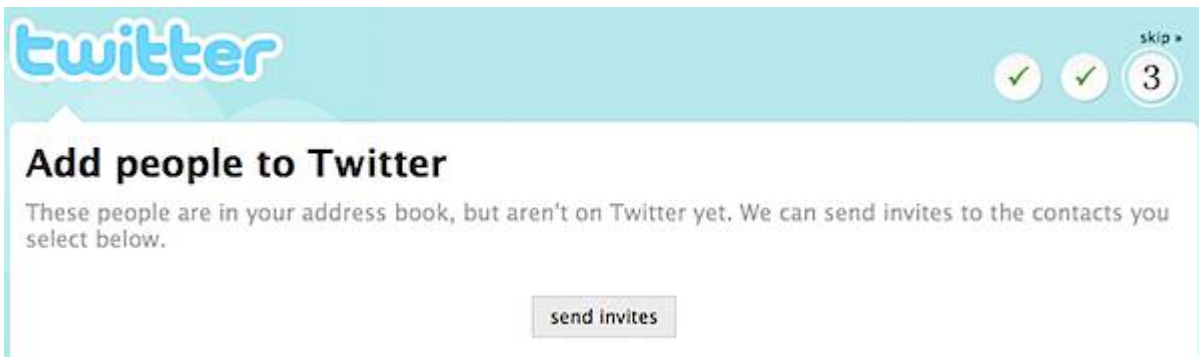 twitter
skip »
✓ ✓ 3
Add people to Twitter
These people are in your address book, but aren't on Twitter yet. We can send invites to the contacts you
select below.
send invites